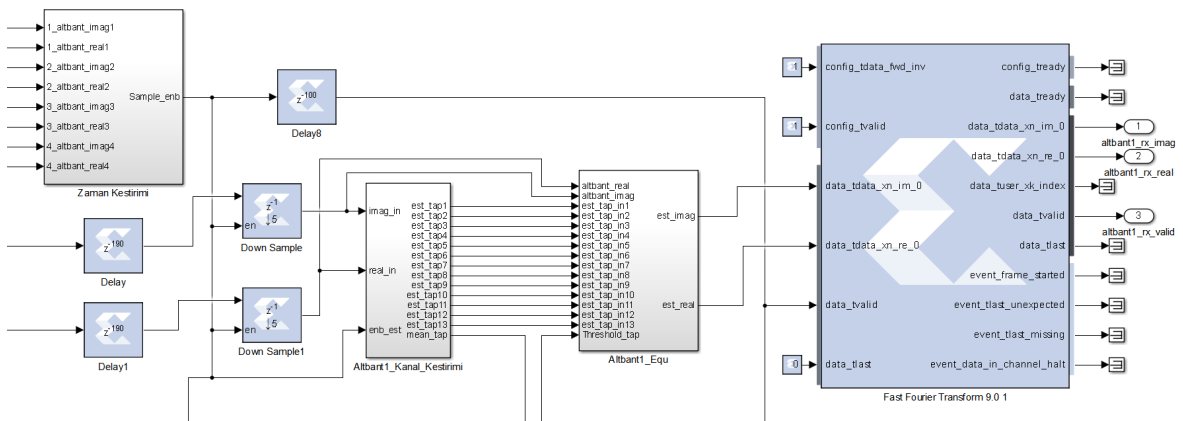 1_altbant_imag1
1_altbant_real1
2_altbant_imag2
2_altbant_real2
3_altbant_imag3
3_altbant_real3
4_altbant_imag4
4_altbant_real4
Sample_enb
Zaman Kestirimi
z-100
Delay8
z-190
Delay
z-190
Delay1
z-1
↓5
en
Down Sample
z-1
↓5
en
Down Sample1
imag_in
real_in
enb_est
est_tap1
est_tap2
est_tap3
est_tap4
est_tap5
est_tap6
est_tap7
est_tap8
est_tap9
est_tap10
est_tap11
est_tap12
est_tap13
mean_tap
Altbant1_Kanal_Kestirimi
altbant_real
altbant_imag
est_tap_in1
est_tap_in2
est_tap_in3
est_tap_in4
est_tap_in5
est_tap_in6
est_tap_in7
est_tap_in8
est_tap_in9
est_tap_in10
est_tap_in11
est_tap_in12
est_tap_in13
Threshold_tap
est_imag
est_real
Altbant1_Equ
1
1
0
config_tdata_fwd_inv
config_tvalid
data_tdata_xn_im_0
data_tdata_xn_re_0
data_tvalid
data_tlast
config_tready
data_tready
data_tdata_xn_im_0
data_tdata_xn_re_0
data_tuser_xk_index
data_tvalid
data_tlast
event_frame_started
event_tlast_unexpected
event_tlast_missing
event_data_in_channel_halt
Fast Fourier Transform 9.0 1
1
altbant1_rx_imag
2
altbant1_rx_real
3
altbant1_rx_valid